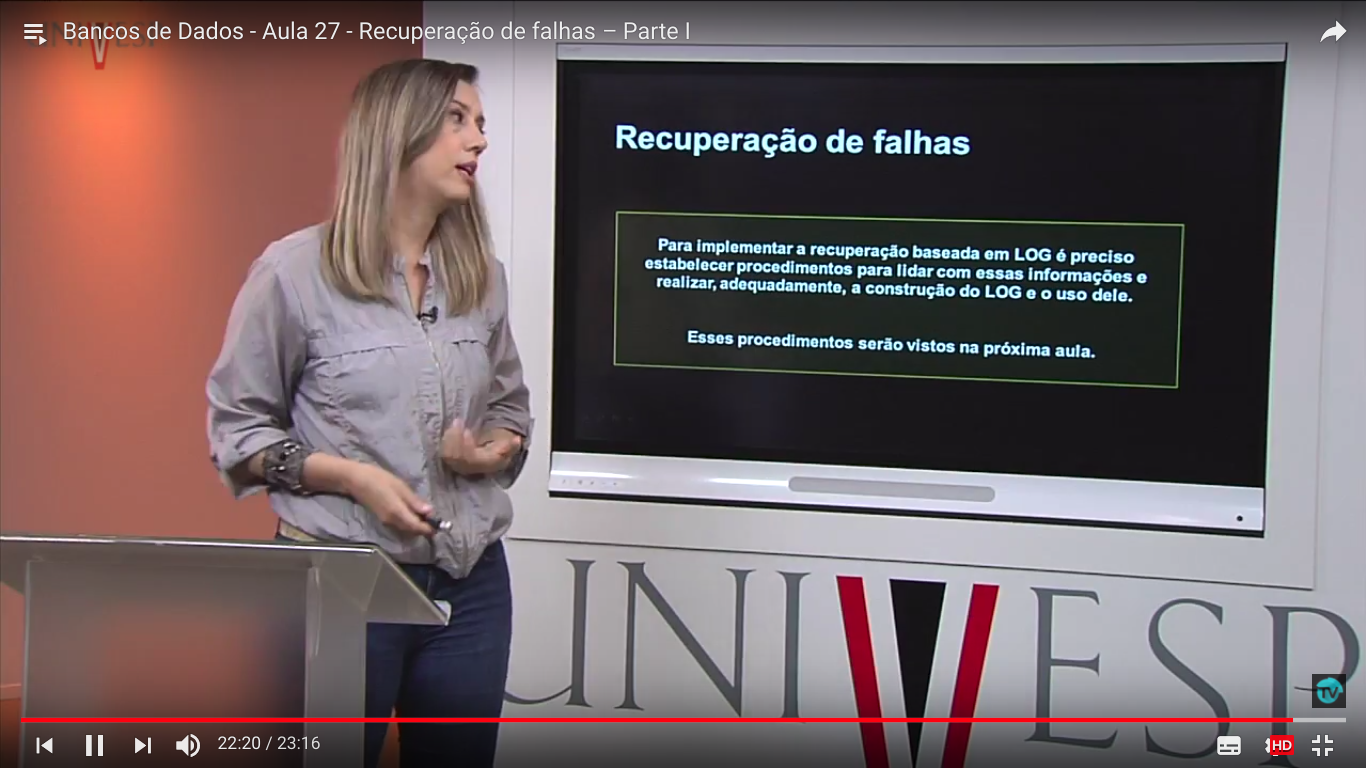 Bancos de Dados - Aula 27 - Recuperação de falhas – Parte I
Recuperação de falhas
Para implementar a recuperação baseada em LOG é preciso
estabelecer procedimentos para lidar com essas informações e
realizar, adequadamente, a construção do LOG e o uso dele.
Esses procedimentos serão vistos na próxima aula.
UNIVESP
TV
22:20 / 23:16
HD